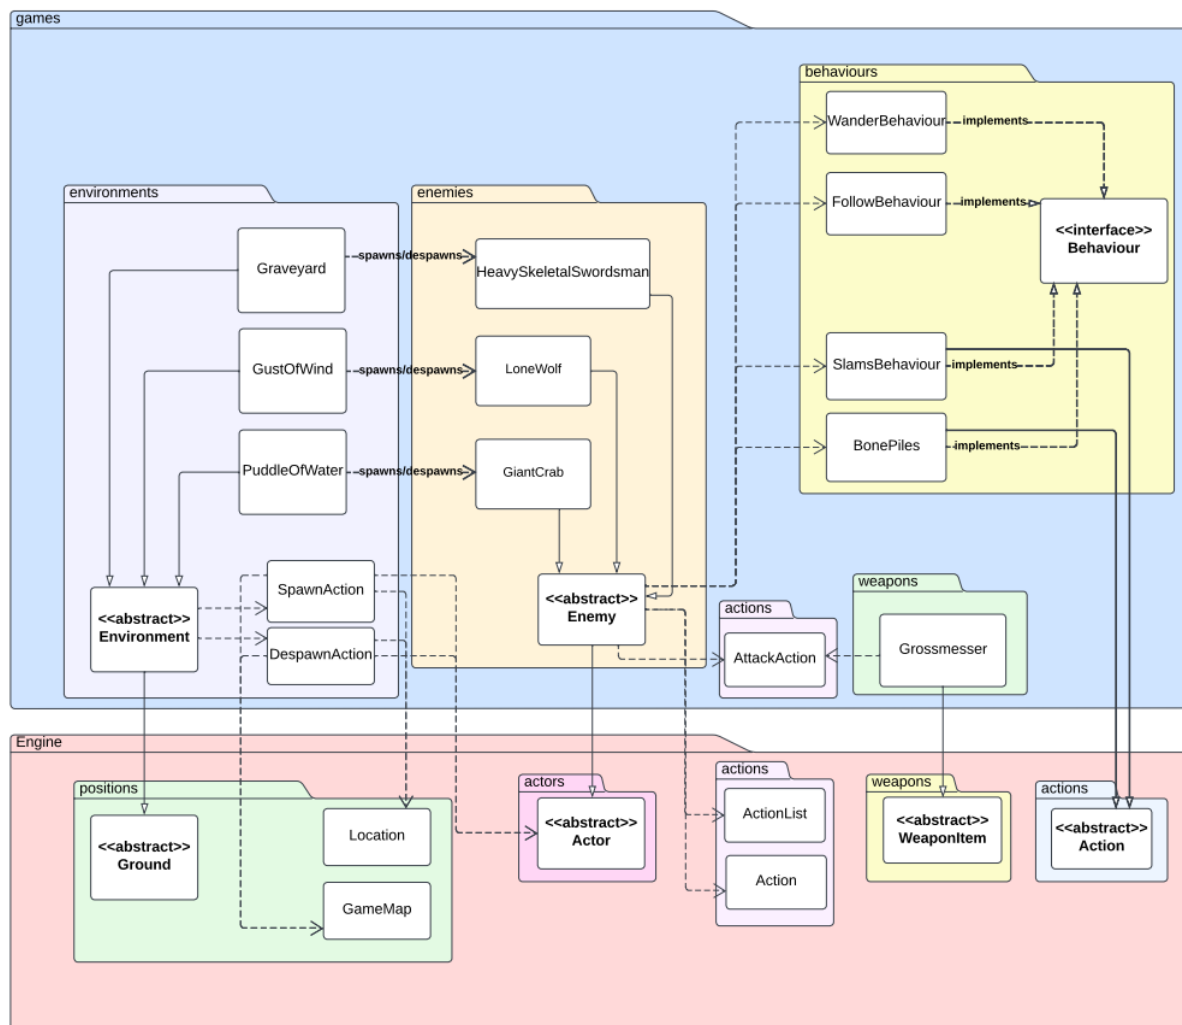 games
behaviours
WanderBehaviour
implements
environments
enemies
FollowBehaviour
implements
<<interface>>
Behaviour
Graveyard
spawns/despawns
HeavySkeletalSwordsman
GustOfWind
spawns/despawns
LoneWolf
SlamsBehaviour
implements
PuddleOfWater
spawns/despawns
GiantCrab
BonePiles
implements
SpawnAction
<<abstract>>
Environment
DespawnAction
<<abstract>>
Enemy
actions
AttackAction
weapons
Grossmesser
Engine
positions
<<abstract>>
Ground
Location
GameMap
actors
<<abstract>>
Actor
actions
ActionList
Action
weapons
<<abstract>>
WeaponItem
actions
<<abstract>>
Action